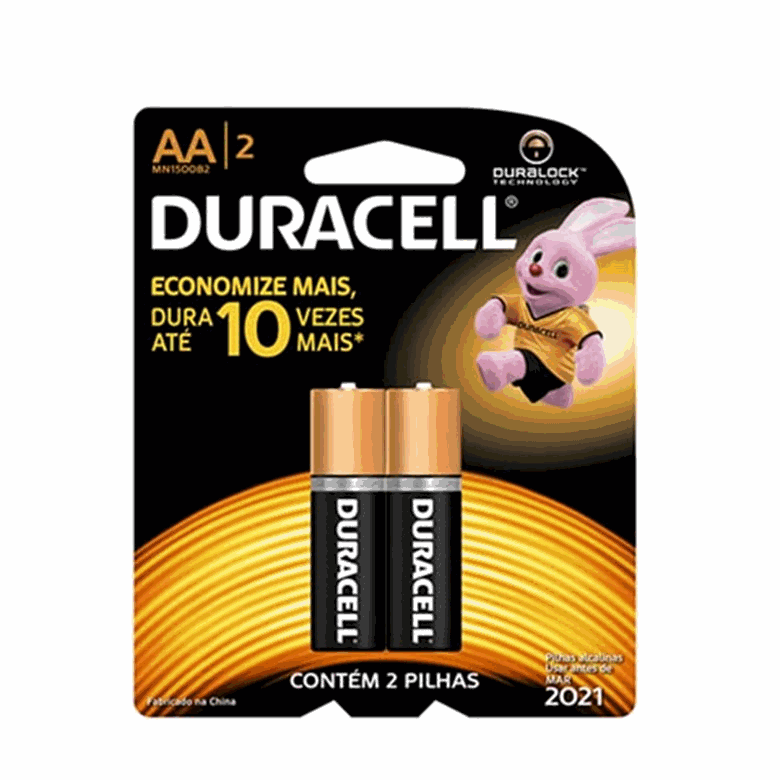 AA|2
MN1500B2
DURALOCK™
TECHNOLOGY
DURACELL®
ECONOMIZE MAIS,
DURA
ATÉ
10
VEZES
MAIS*
DURACELL
DURACELL
DURACELL
CONTÉM 2 PILHAS
Fabricado na China
Pilhas alcalinas
Usar antes de
MAR
2021